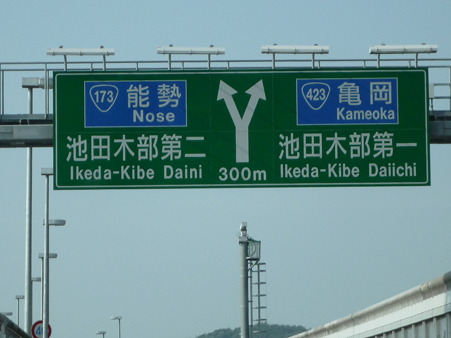 173 能勢
Nose
池田木部第二
Ikeda-Kibe Daini
300m
423 亀岡
Kameoka
池田木部第一
Ikeda-Kibe Daiichi